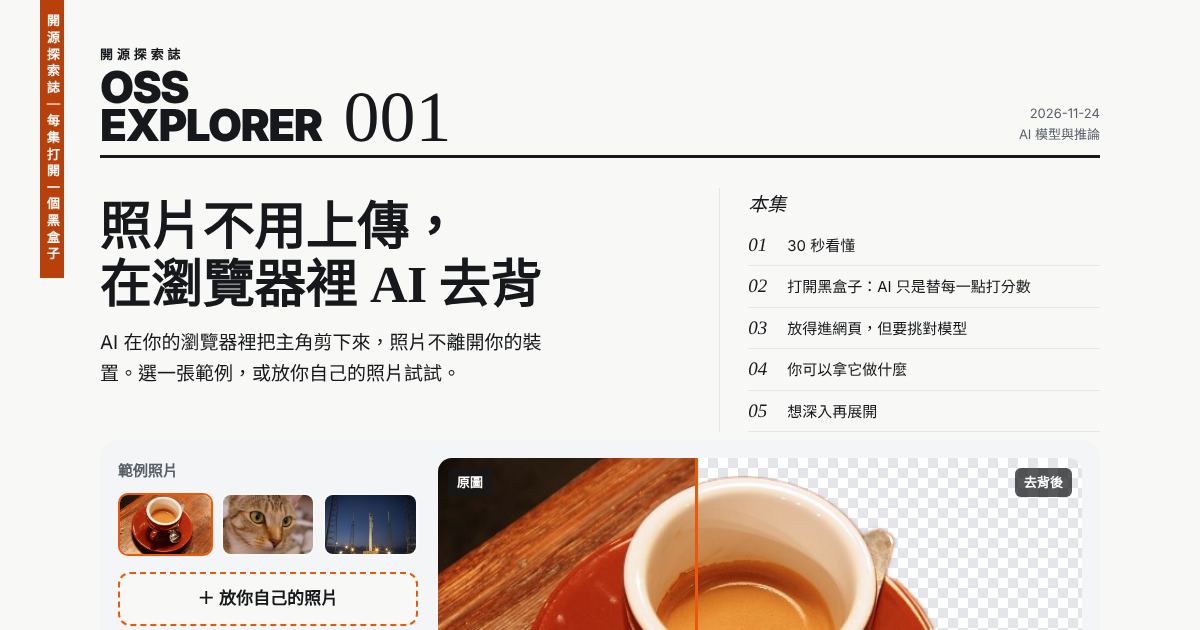 開源探索誌｜每集打開一個黑盒子
開源探索誌
OSS
EXPLORER 001
2026-11-24
AI 模型與推論
照片不用上傳，
在瀏覽器裡 AI 去背
AI 在你的瀏覽器裡把主角剪下來，照片不離開你的裝
置。選一張範例，或放你自己的照片試試。
本集
01 30 秒看懂
02 打開黑盒子：AI 只是替每一點打分數
03 放得進網頁，但要挑對模型
04 你可以拿它做什麼
05 想深入再展開
範例照片
＋ 放你自己的照片
原圖
去背後